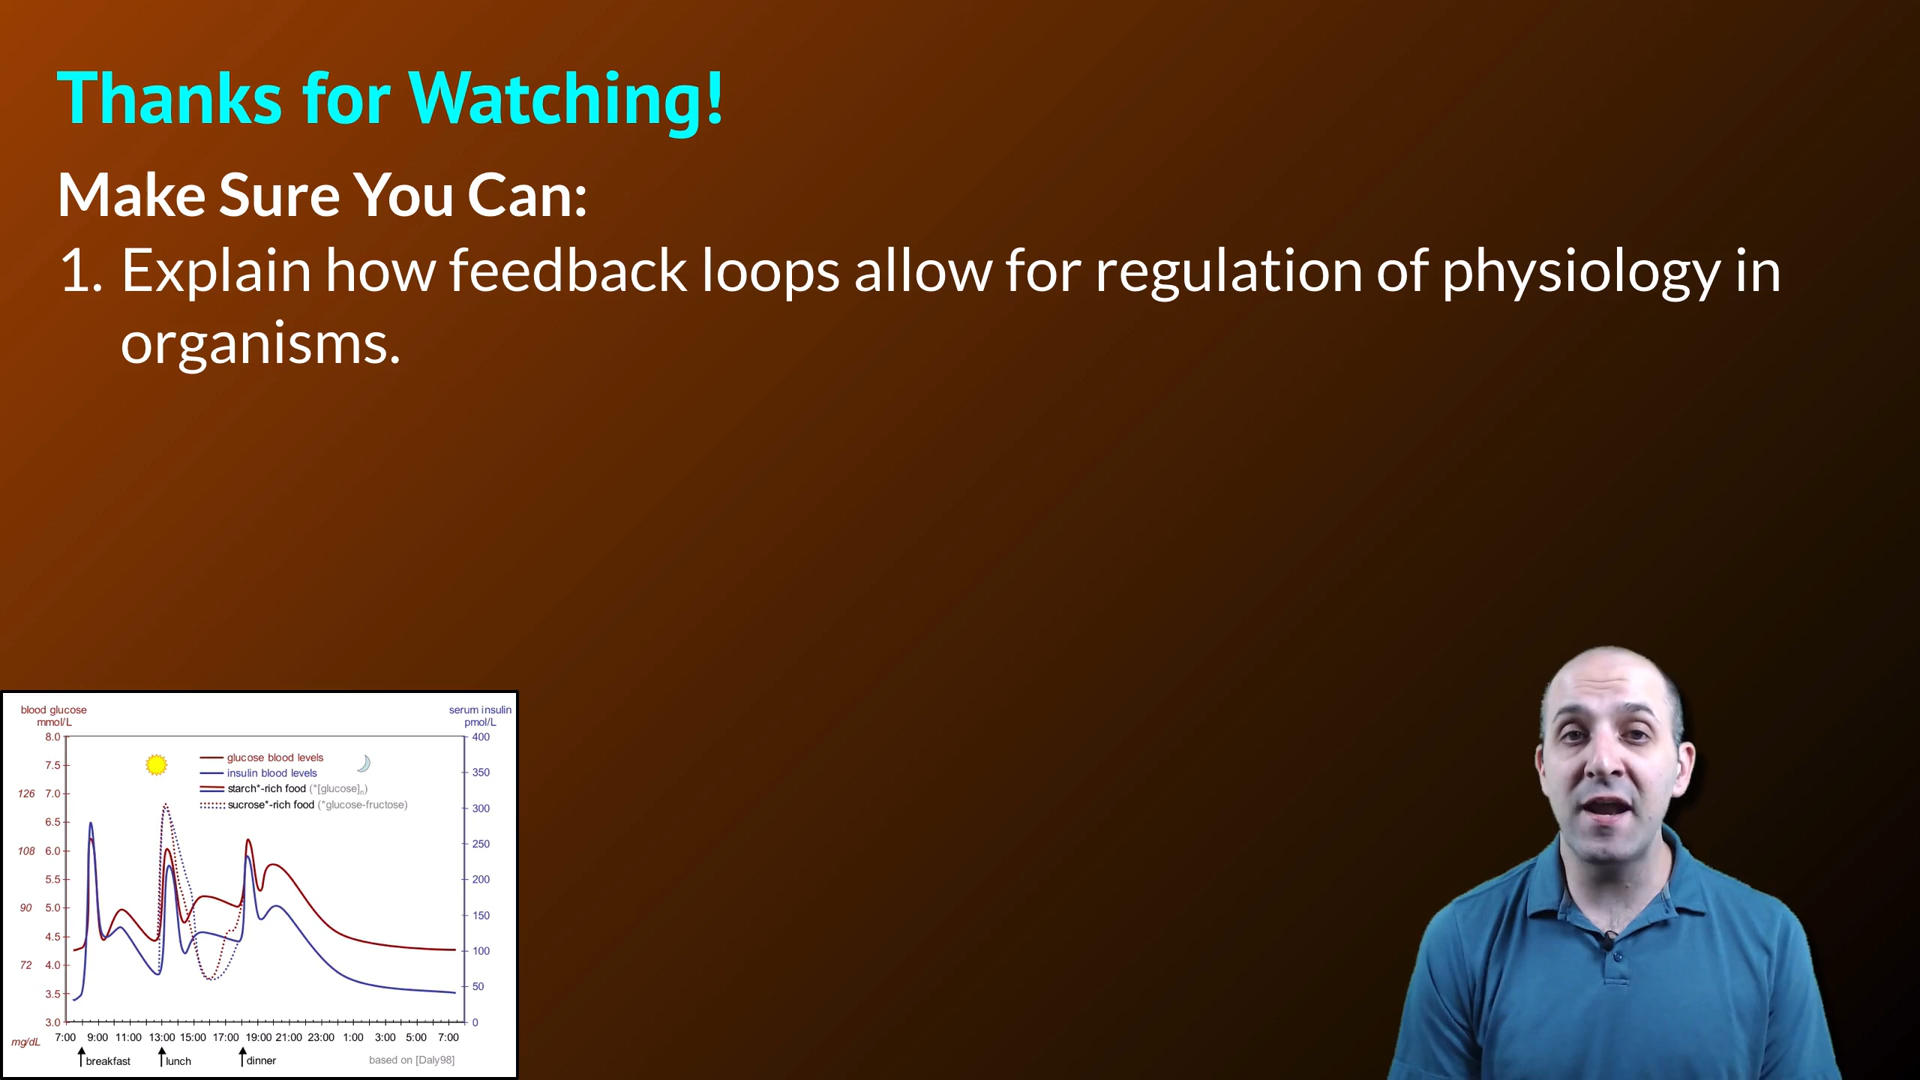 Thanks for Watching!
Make Sure You Can:
1. Explain how feedback loops allow for regulation of physiology in
organisms.
blood glucose
mmol/L
serum insulin
pmol/L
8.0
7.5
126 7.0
6.5
108 6.0
5.5
90 5.0
4.5
72 4.0
3.5
3.0
mg/dL
glucose blood levels
insulin blood levels
starch*-rich food (*[glucose]n)
sucrose*-rich food (*glucose-fructose)
400
350
300
250
200
150
100
50
0
7:00 9:00 11:00 13:00 15:00 17:00 19:00 21:00 23:00 1:00 3:00 5:00 7:00
breakfast lunch dinner based on [Daly98]